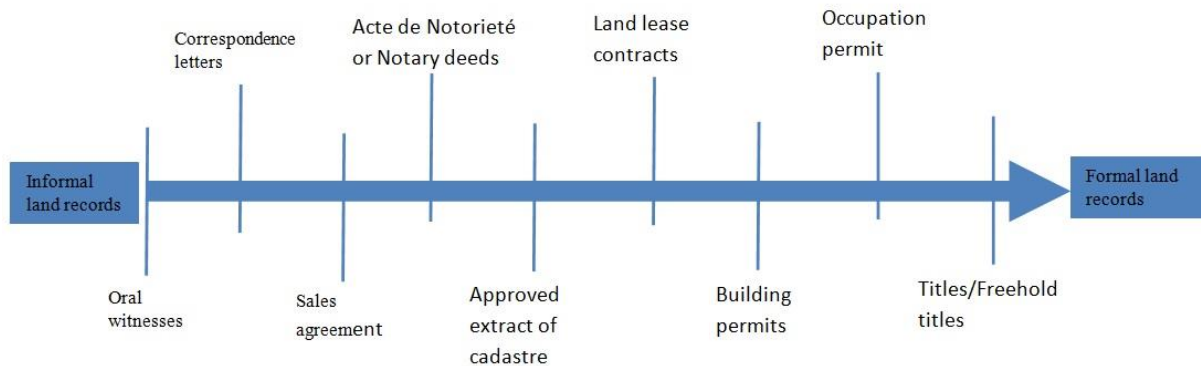 Informal
land records
Oral
witnesses
Correspondence
letters
Sales
agreement
Acte de Notorieté
or Notary deeds
Approved
extract of
cadastre
Land lease
contracts
Building
permits
Occupation
permit
Titles/Freehold
titles
Formal land
records